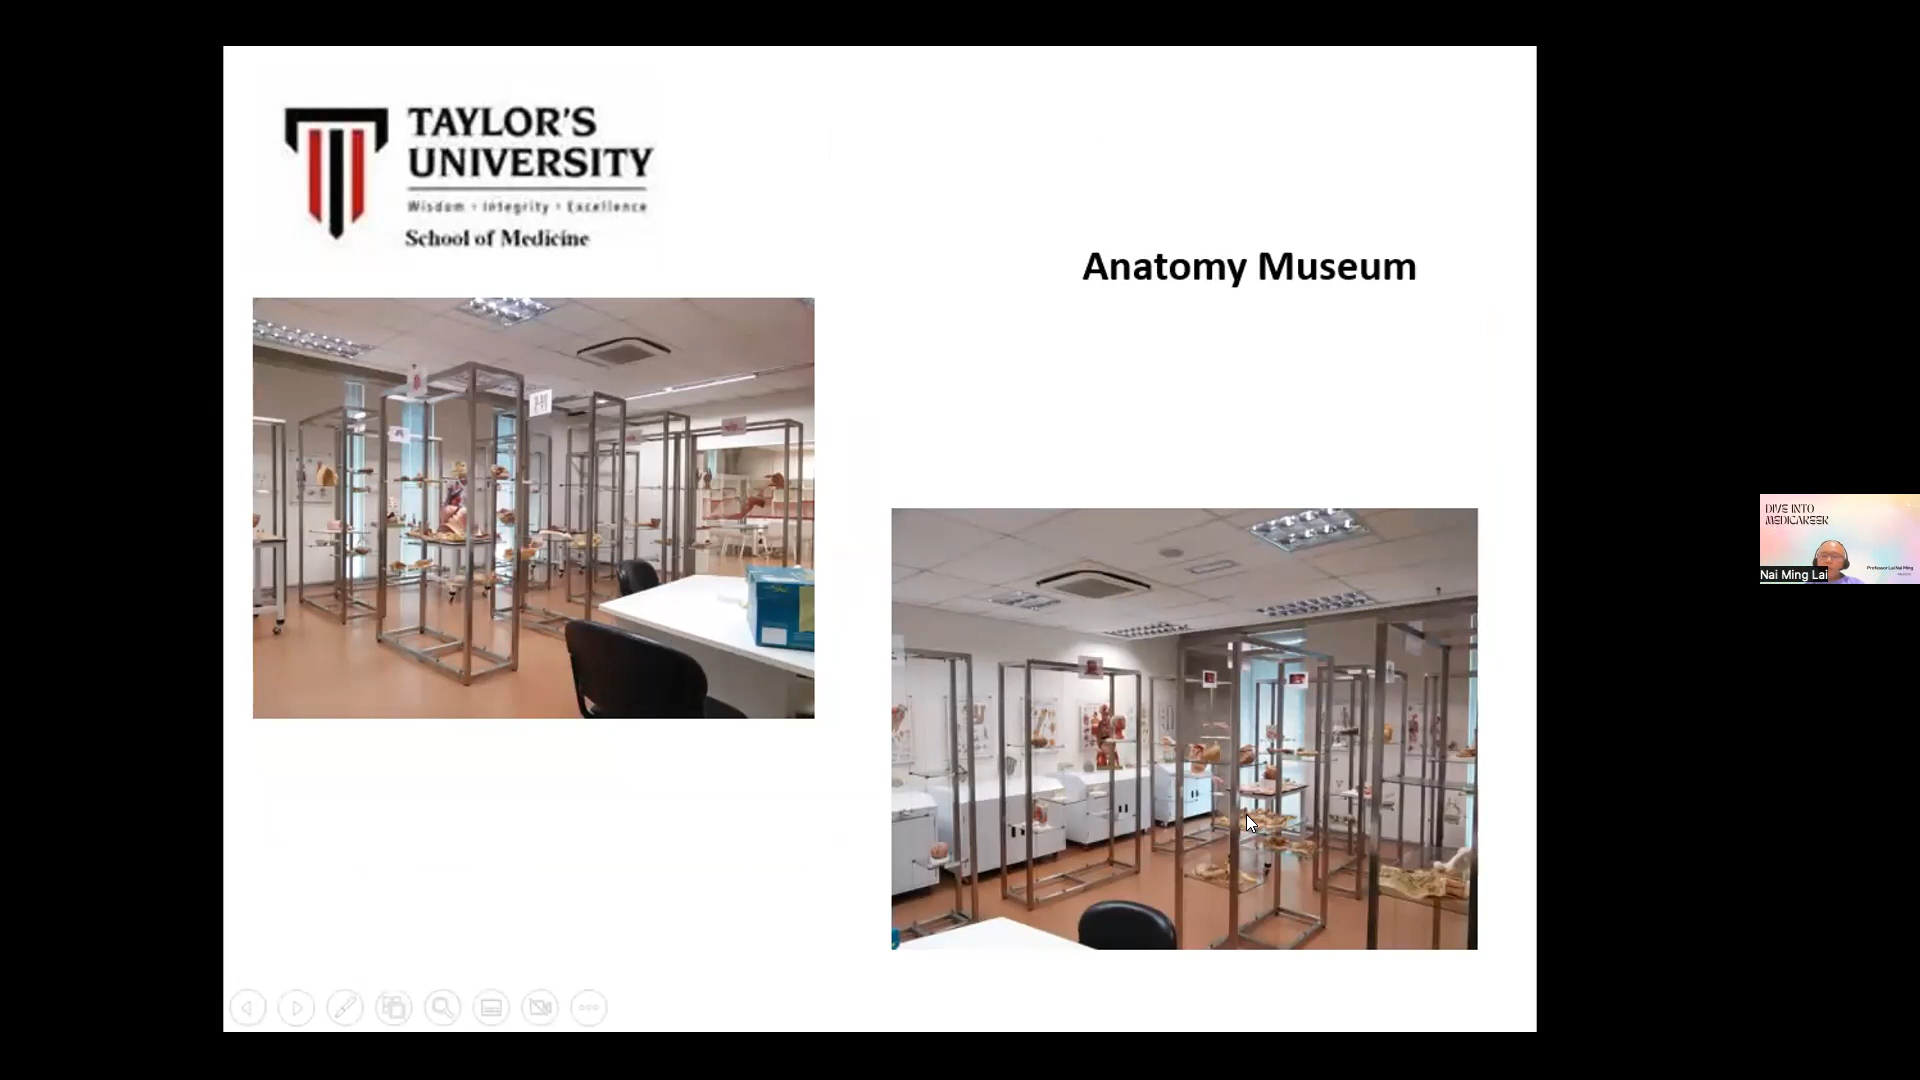 TAYLOR'S
UNIVERSITY
Wisdom • Integrity • Excellence
School of Medicine
Anatomy Museum
DIVE INTO
MEDICAREER
Professor Lai Nai Ming
Nai Ming Lai